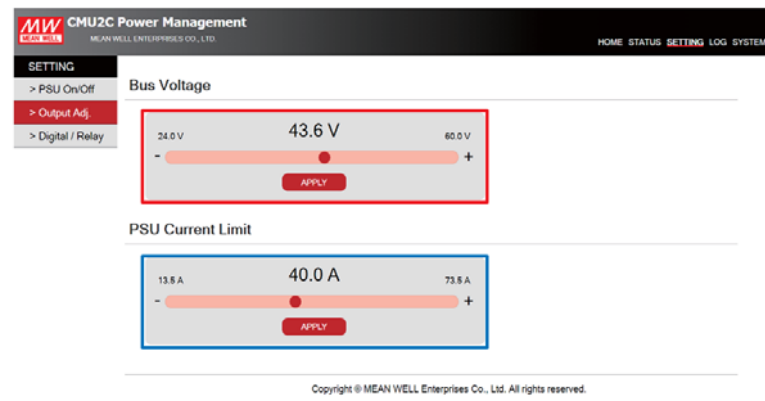 MW CMU2C Power Management
MEAN WELL MEAN WELL ENTERPRISES CO., LTD.
HOME STATUS SETTING LOG SYSTEM
SETTING
> PSU On/Off
> Output Adj.
> Digital / Relay
Bus Voltage
24.0 V 43.6 V 60.0 V
- +
APPLY
PSU Current Limit
13.5 A 40.0 A 73.5 A
- +
APPLY
Copyright © MEAN WELL Enterprises Co., Ltd. All rights reserved.